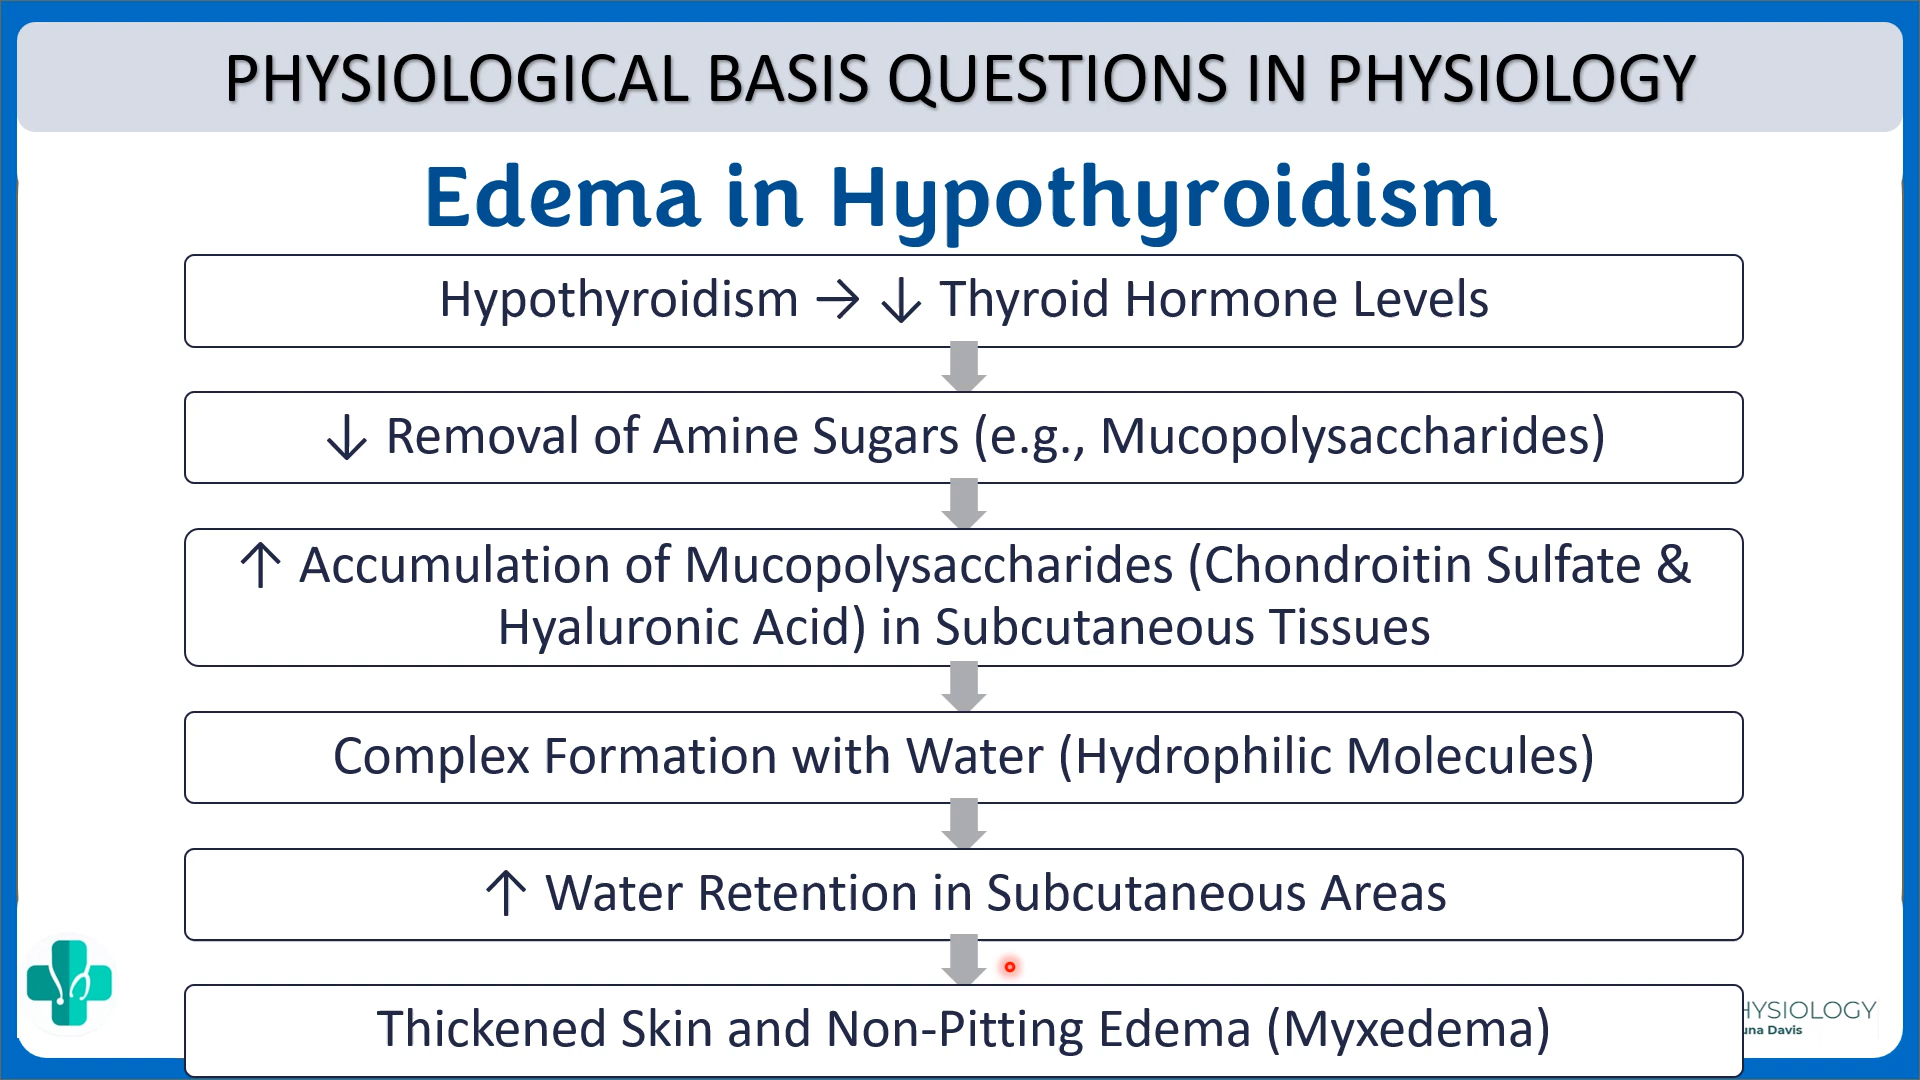 PHYSIOLOGICAL BASIS QUESTIONS IN PHYSIOLOGY
Edema in Hypothyroidism
Hypothyroidism → ↓ Thyroid Hormone Levels
↓ Removal of Amine Sugars (e.g., Mucopolysaccharides)
↑ Accumulation of Mucopolysaccharides (Chondroitin Sulfate &
Hyaluronic Acid) in Subcutaneous Tissues
Complex Formation with Water (Hydrophilic Molecules)
↑ Water Retention in Subcutaneous Areas
Thickened Skin and Non-Pitting Edema (Myxedema)
Davis